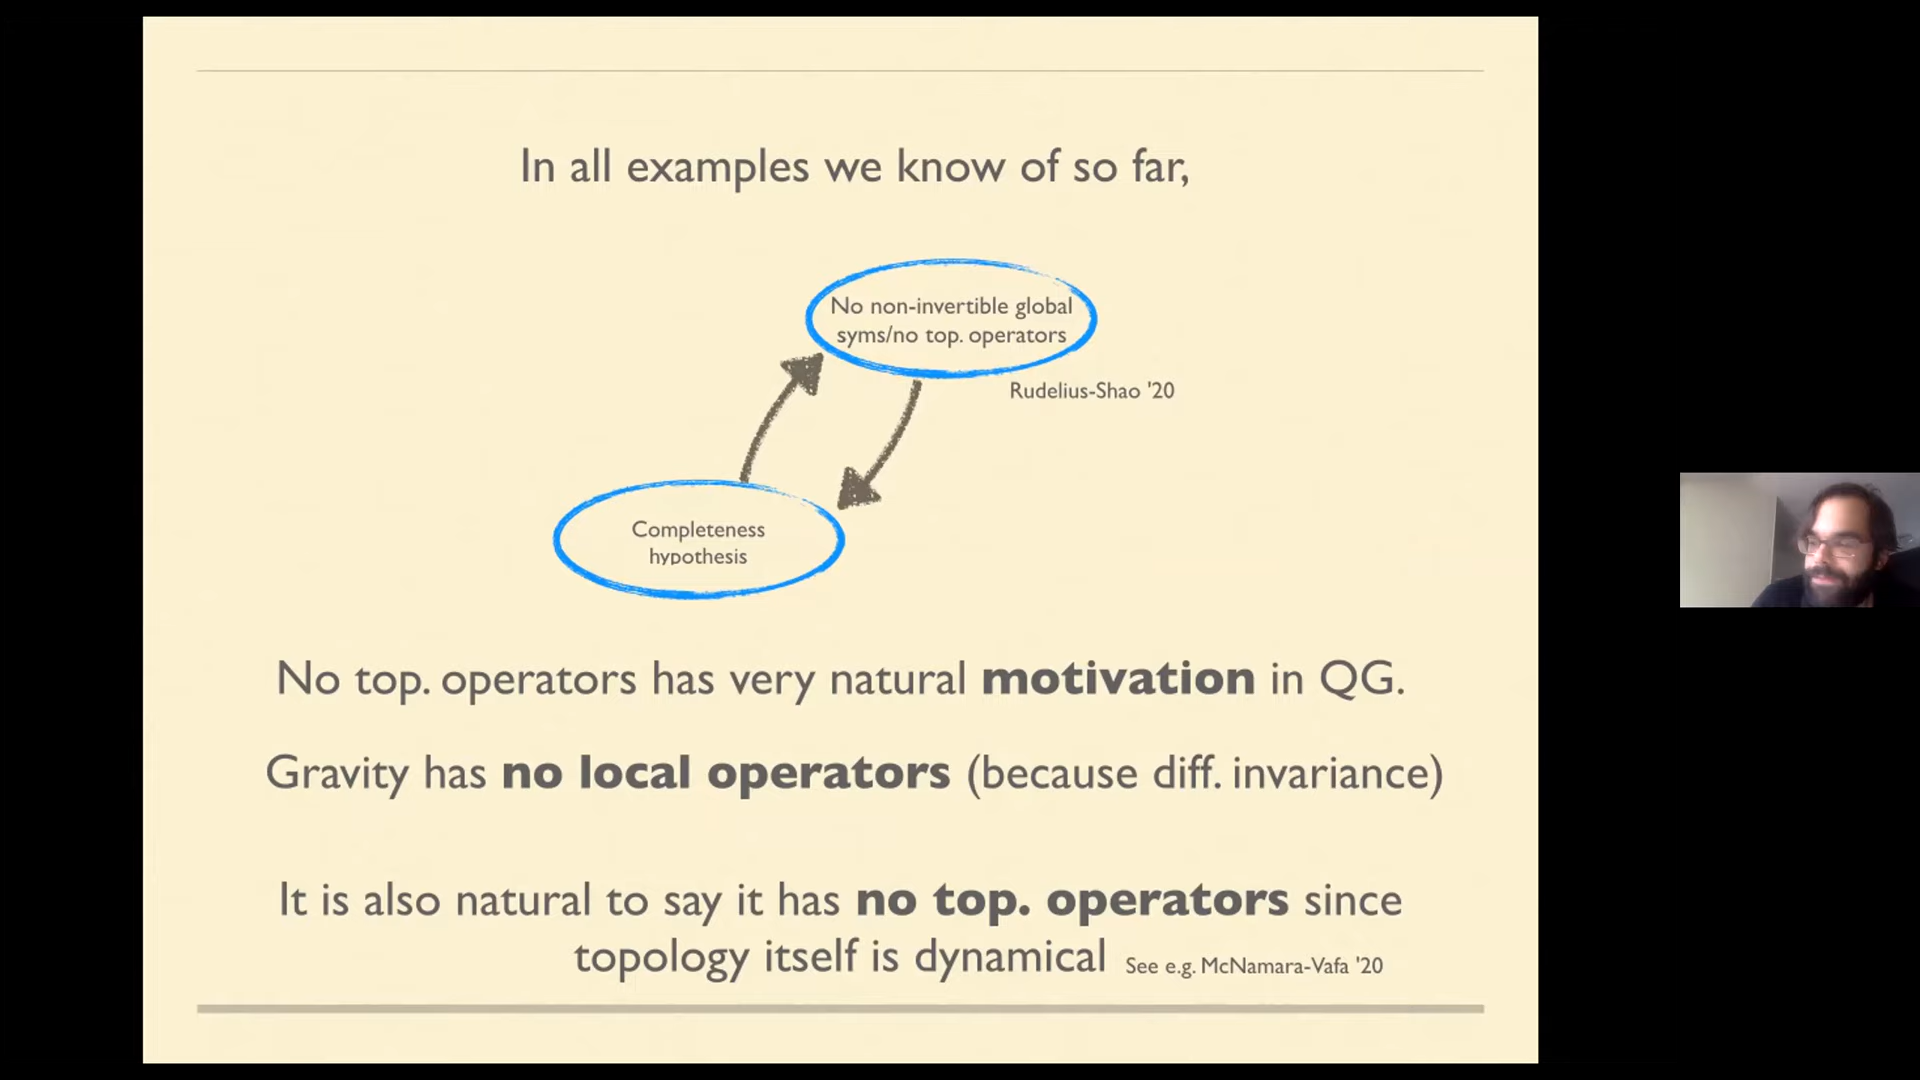 In all examples we know of so far,
No non-invertible global
syms/no top. operators
Rudelius-Shao '20
Completeness
hypothesis
No top. operators has very natural motivation in QG.
Gravity has no local operators (because diff. invariance)
It is also natural to say it has no top. operators since
topology itself is dynamical See e.g. McNamara-Vafa '20